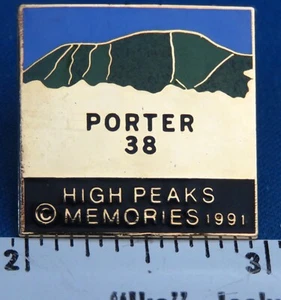 PORTER
38
HIGH PEAKS
© MEMORIES 1991
2 3